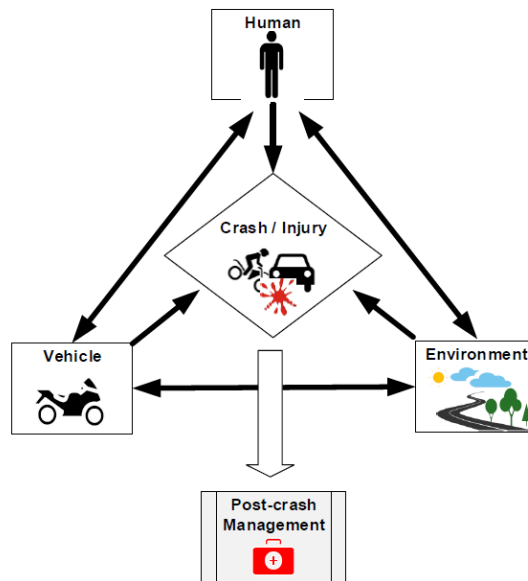 Human
Crash / Injury
Vehicle
Environment
Post-crash
Management